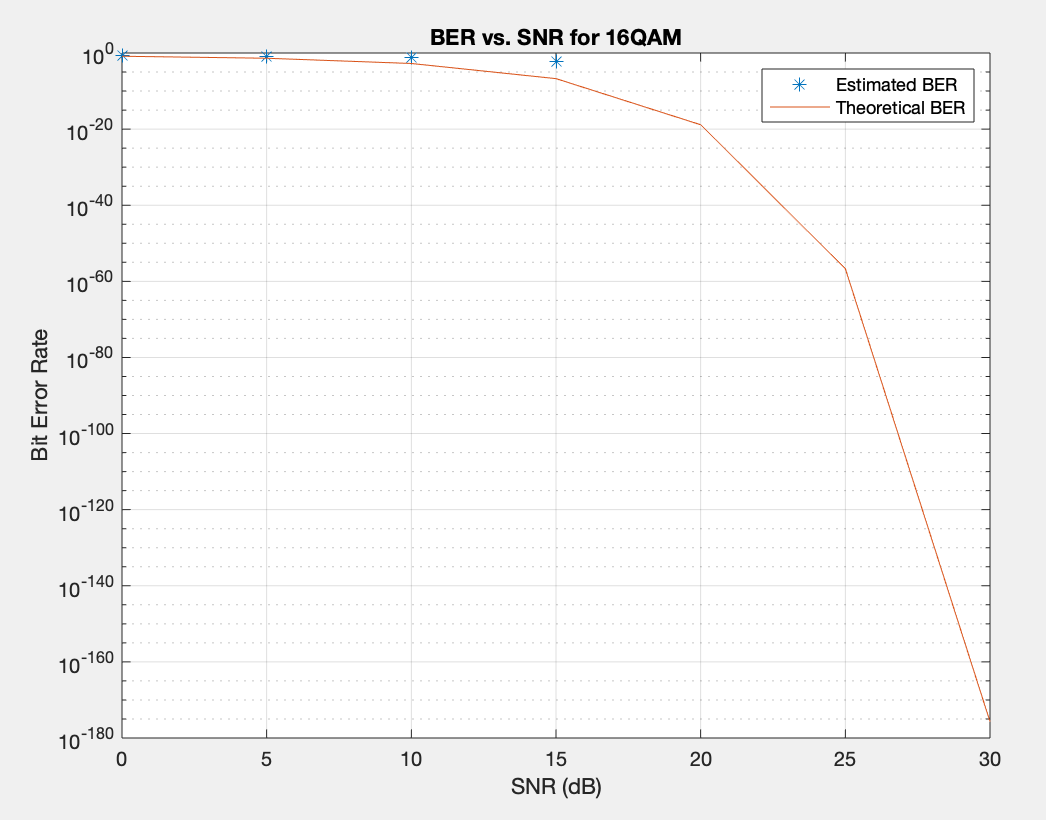 BER vs. SNR for 16QAM
Estimated BER
Theoretical BER
10^0
10^-20
10^-40
10^-60
10^-80
10^-100
10^-120
10^-140
10^-160
10^-180
Bit Error Rate
0 5 10 15 20 25 30
SNR (dB)